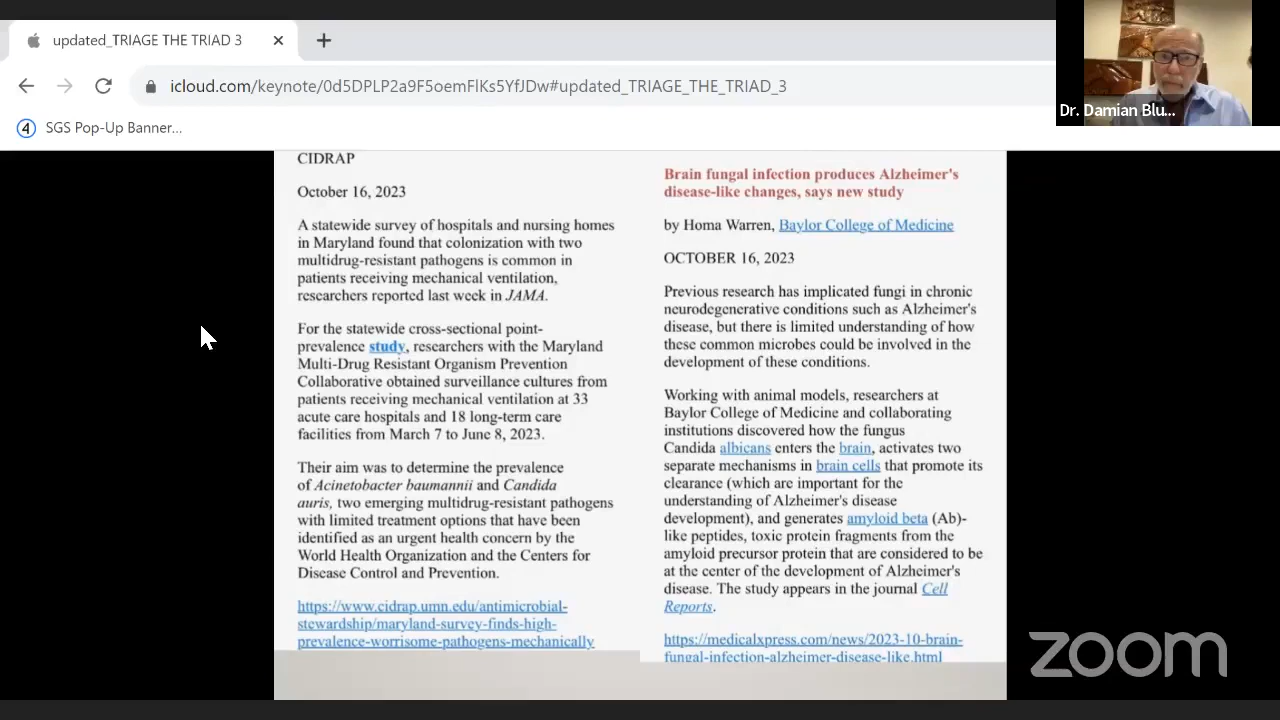 updated_TRIAGE THE TRIAD 3
icloud.com/keynote/0d5DPLP2a9F5oemFlKs5YfJDw#updated_TRIAGE_THE_TRIAD_3
4 SGS Pop-Up Banner...
Dr. Damian Blu...
CIDRAP
October 16, 2023
A statewide survey of hospitals and nursing homes
in Maryland found that colonization with two
multidrug-resistant pathogens is common in
patients receiving mechanical ventilation,
researchers reported last week in JAMA.
For the statewide cross-sectional point-
prevalence study, researchers with the Maryland
Multi-Drug Resistant Organism Prevention
Collaborative obtained surveillance cultures from
patients receiving mechanical ventilation at 33
acute care hospitals and 18 long-term care
facilities from March 7 to June 8, 2023.
Their aim was to determine the prevalence
of Acinetobacter baumannii and Candida
auris, two emerging multidrug-resistant pathogens
with limited treatment options that have been
identified as an urgent health concern by the
World Health Organization and the Centers for
Disease Control and Prevention.
https://www.cidrap.umn.edu/antimicrobial-
stewardship/maryland-survey-finds-high-
prevalence-worrisome-pathogens-mechanically
Brain fungal infection produces Alzheimer's
disease-like changes, says new study
by Homa Warren, Baylor College of Medicine
OCTOBER 16, 2023
Previous research has implicated fungi in chronic
neurodegenerative conditions such as Alzheimer's
disease, but there is limited understanding of how
these common microbes could be involved in the
development of these conditions.
Working with animal models, researchers at
Baylor College of Medicine and collaborating
institutions discovered how the fungus
Candida albicans enters the brain, activates two
separate mechanisms in brain cells that promote its
clearance (which are important for the
understanding of Alzheimer's disease
development), and generates amyloid beta (Ab)-
like peptides, toxic protein fragments from the
amyloid precursor protein that are considered to be
at the center of the development of Alzheimer's
disease. The study appears in the journal Cell
Reports.
https://medicalxpress.com/news/2023-10-brain-
fungal-infection-alzheimer-disease-like.html
zoom